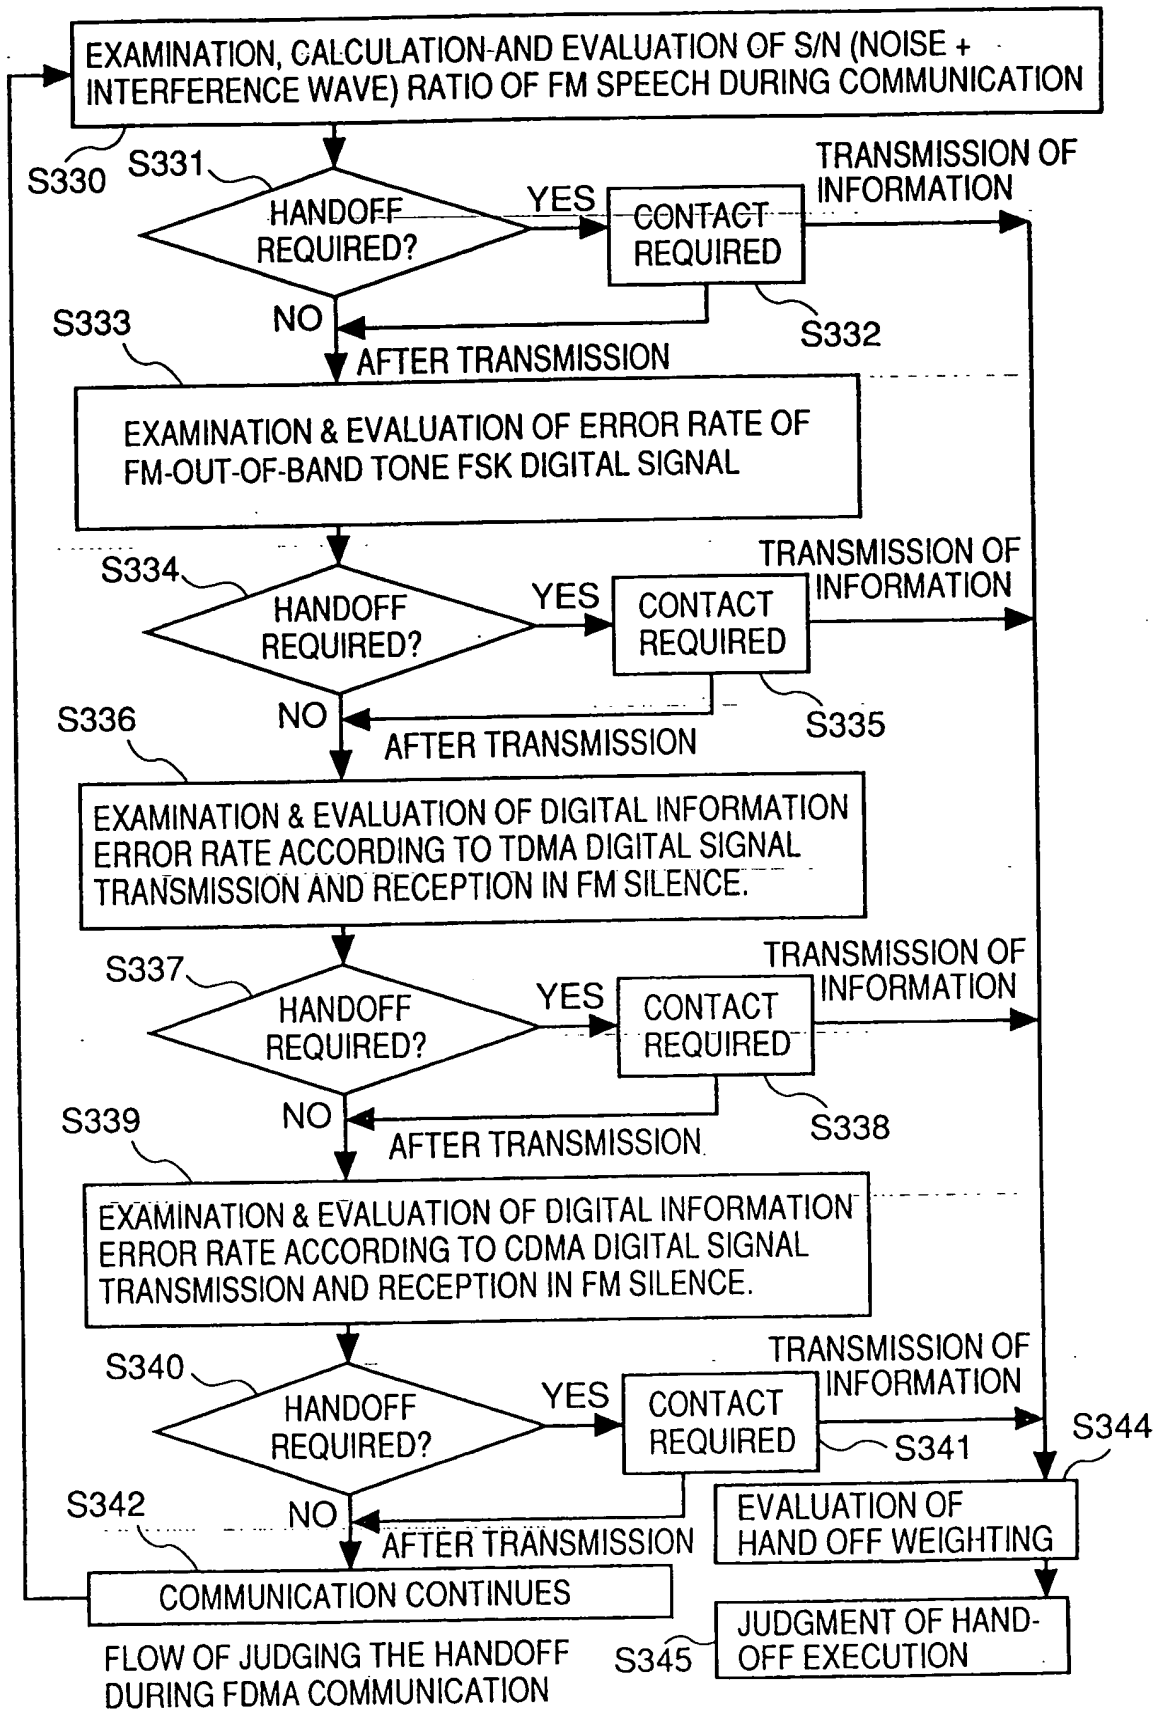 EXAMINATION, CALCULATION AND EVALUATION OF S/N (NOISE +
INTERFERENCE WAVE) RATIO OF FM SPEECH DURING COMMUNICATION
S330
S331
HANDOFF
REQUIRED?
YES
CONTACT
REQUIRED
TRANSMISSION OF
INFORMATION
S332
NO
AFTER TRANSMISSION
S333
EXAMINATION & EVALUATION OF ERROR RATE OF
FM-OUT-OF-BAND TONE FSK DIGITAL SIGNAL
S334
HANDOFF
REQUIRED?
YES
CONTACT
REQUIRED
TRANSMISSION OF
INFORMATION
S335
NO
AFTER TRANSMISSION
S336
EXAMINATION & EVALUATION OF DIGITAL INFORMATION
ERROR RATE ACCORDING TO TDMA DIGITAL SIGNAL
TRANSMISSION AND RECEPTION IN FM SILENCE.
S337
HANDOFF
REQUIRED?
YES
CONTACT
REQUIRED
TRANSMISSION OF
INFORMATION
S338
NO
AFTER TRANSMISSION
S339
EXAMINATION & EVALUATION OF DIGITAL INFORMATION
ERROR RATE ACCORDING TO CDMA DIGITAL SIGNAL
TRANSMISSION AND RECEPTION IN FM SILENCE.
S340
HANDOFF
REQUIRED?
YES
CONTACT
REQUIRED
TRANSMISSION OF
INFORMATION
S341
S344
NO
AFTER TRANSMISSION
S342
COMMUNICATION CONTINUES
EVALUATION OF
HAND OFF WEIGHTING
S345
JUDGMENT OF HAND-
OFF EXECUTION
FLOW OF JUDGING THE HANDOFF
DURING FDMA COMMUNICATION